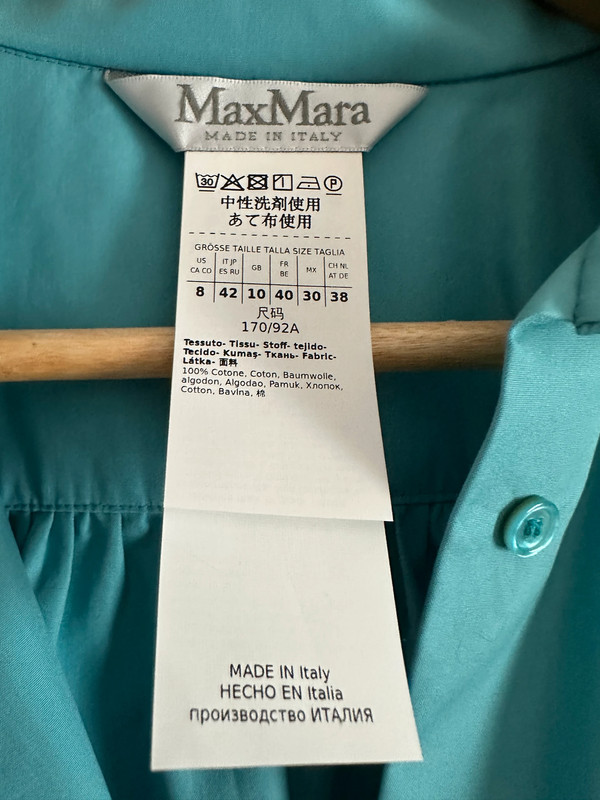 MaxMara
MADE IN ITALY
30 P
中性洗剤使用
あて布使用
GRÖSSE TAILLE TALLA SIZE TAGLIA
US CA CO | IT JP ES RU | GB | FR BE | MX | CH NL AT DE
8 | 42 | 10 | 40 | 30 | 38
尺码
170/92A
Tessuto- Tissu- Stoff- tejido-
Tecido- Kumaş- Ткань- Fabric-
Látka- 面料
100% Cotone, Coton, Baumwolle,
algodon, Algodao, Pamuk, Хлопок,
Cotton, Bavlna, 棉
MADE IN Italy
HECHO EN Italia
производство ИТАЛИЯ